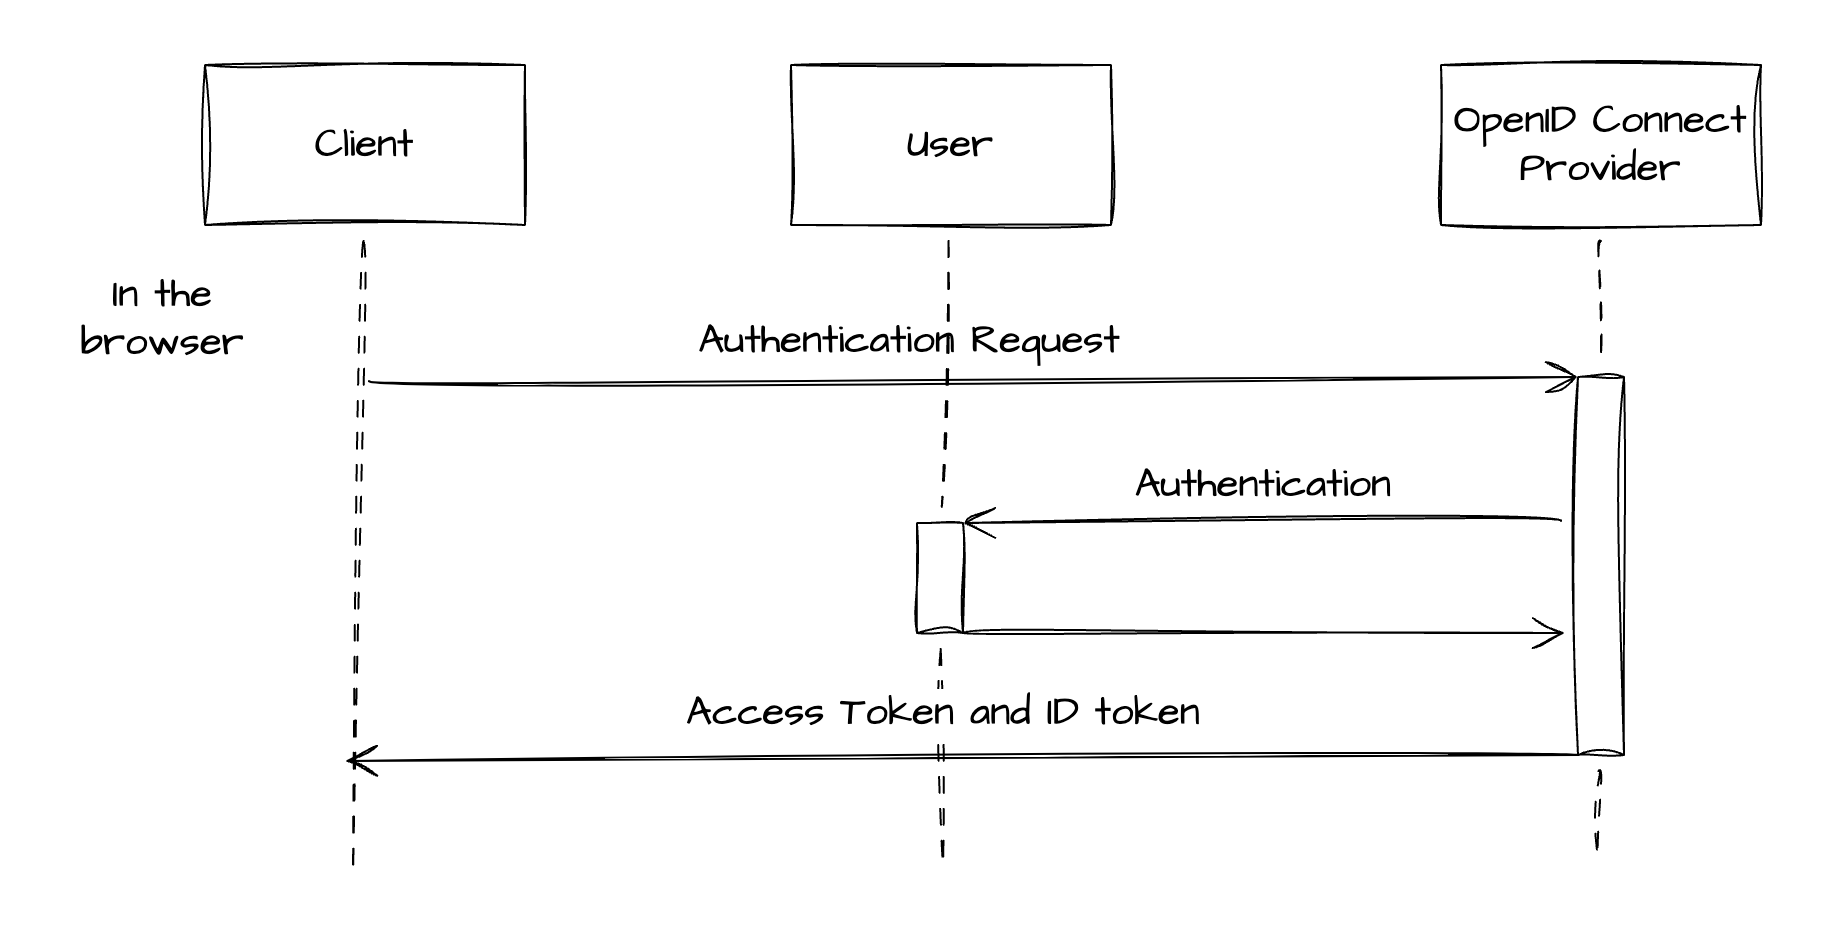 Client
User
OpenID Connect
Provider
In the
browser
Authentication Request
Authentication
Access Token and ID token